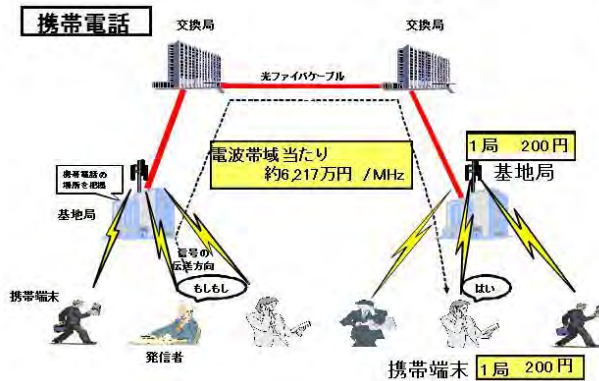 携帯電話
交換局
交換局
光ファイバケーブル
電波帯域当たり
約6,217万円 /MHz
1局 200円
基地局
携帯電話の
場所を把握
基地局
信号の
伝送方向
もしもし
はい
携帯端末
発信者
携帯端末 1局 200円